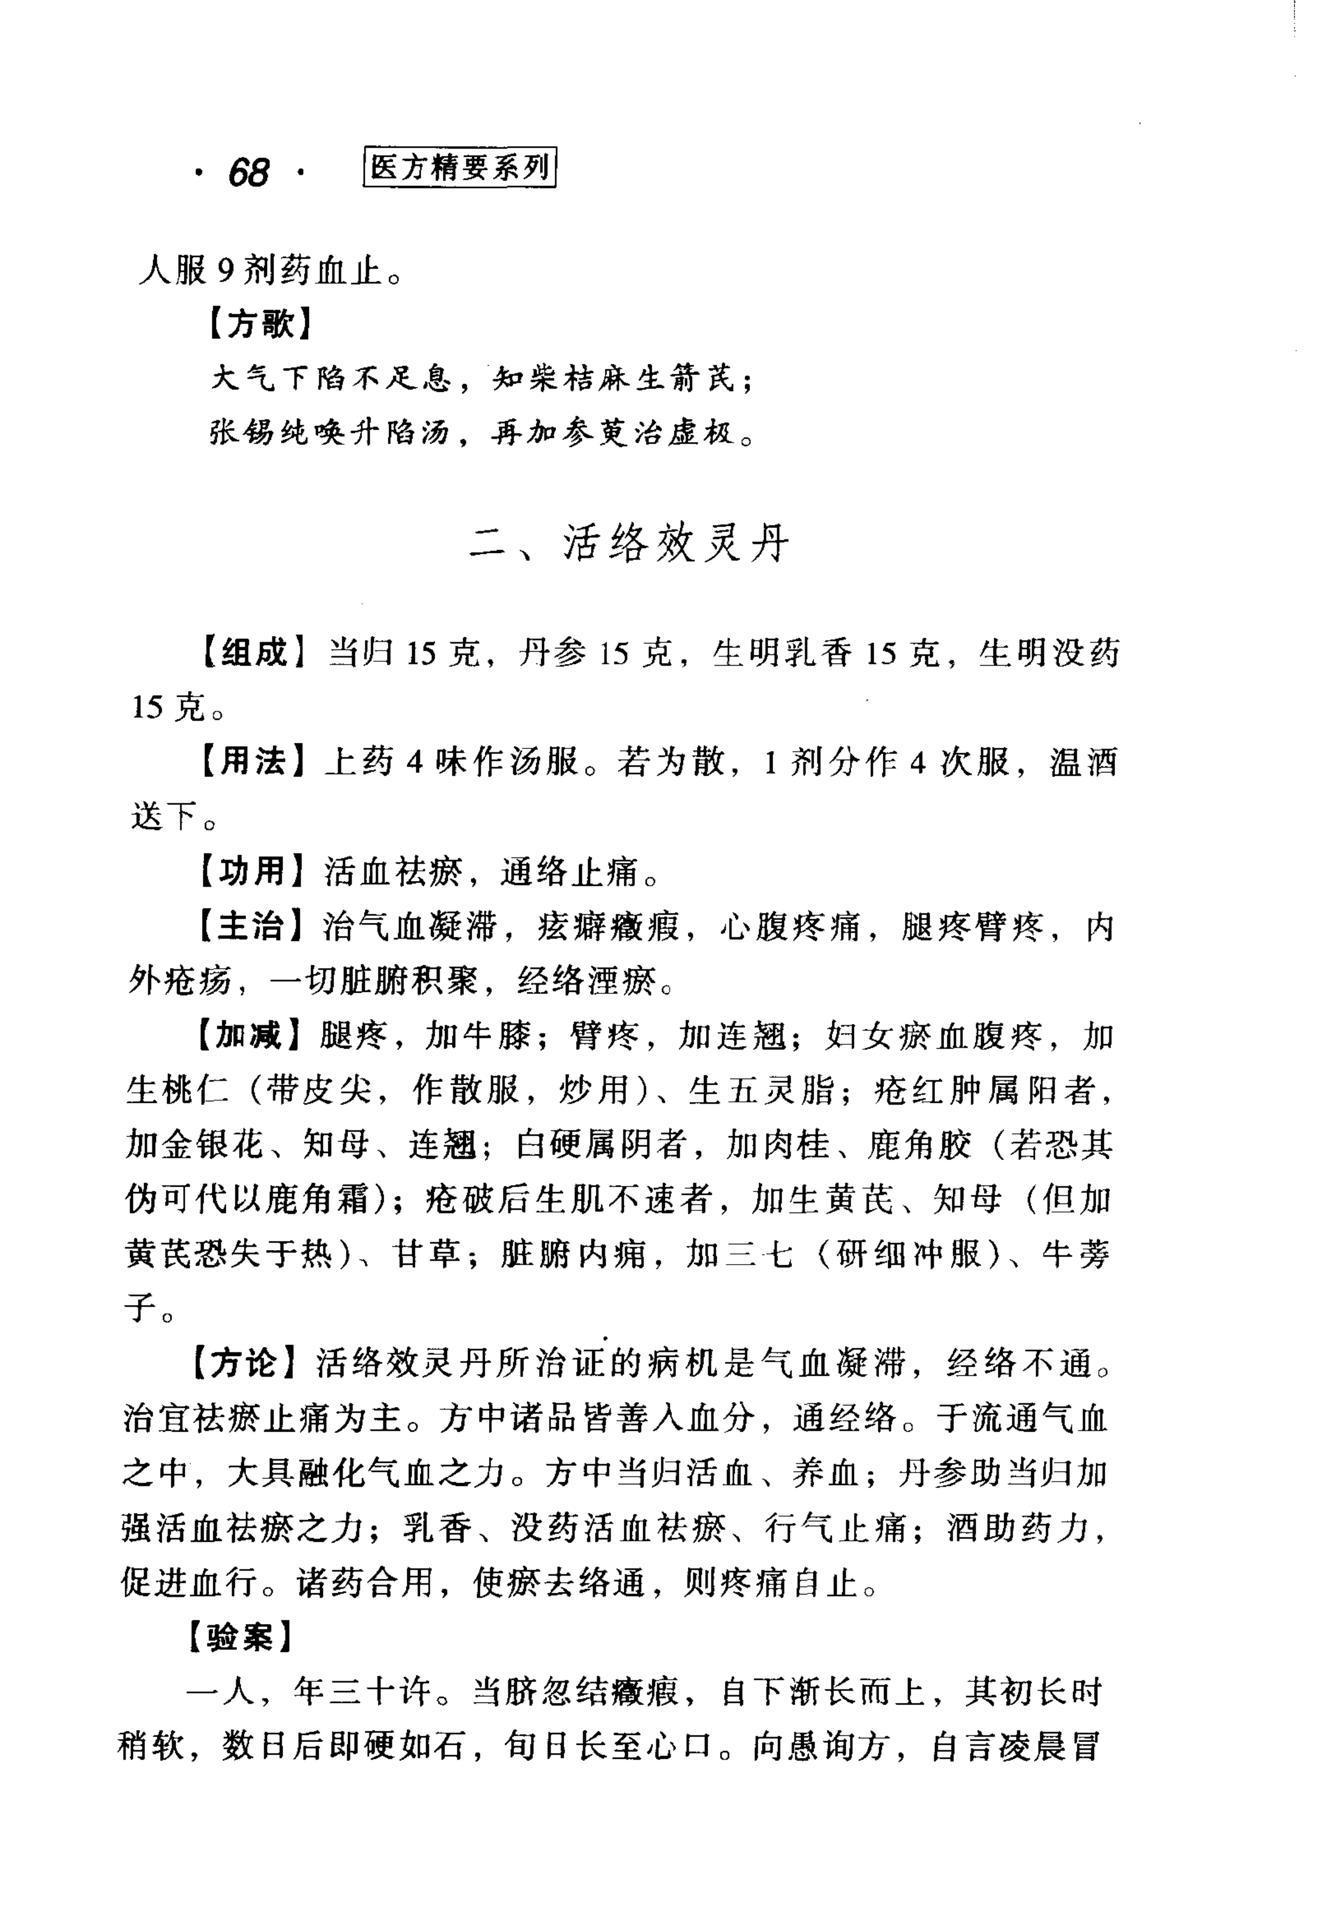 · 68 · 医方精要系列
人服 9 剂药血止。
【方歌】
大气下陷不足息，知柴桔麻生箭芪；
张锡纯唤升陷汤，再加参萸治虚极。
二、活络效灵丹
【组成】当归 15 克，丹参 15 克，生明乳香 15 克，生明没药
15 克。
【用法】上药 4 味作汤服。若为散，1 剂分作 4 次服，温酒
送下。
【功用】活血祛瘀，通络止痛。
【主治】治气血凝滞，痃癖癥瘕，心腹疼痛，腿疼臂疼，内
外疮疡，一切脏腑积聚，经络湮瘀。
【加减】腿疼，加牛膝；臂疼，加连翘；妇女瘀血腹疼，加
生桃仁（带皮尖，作散服，炒用）、生五灵脂；疮红肿属阳者，
加金银花、知母、连翘；白硬属阴者，加肉桂、鹿角胶（若恐其
伪可代以鹿角霜）；疮破后生肌不速者，加生黄芪、知母（但加
黄芪恐失于热）、甘草；脏腑内痈，加三七（研细冲服）、牛蒡
子。
【方论】活络效灵丹所治证的病机是气血凝滞，经络不通。
治宜祛瘀止痛为主。方中诸品皆善入血分，通经络。于流通气血
之中，大具融化气血之力。方中当归活血、养血；丹参助当归加
强活血祛瘀之力；乳香、没药活血祛瘀、行气止痛；酒助药力，
促进血行。诸药合用，使瘀去络通，则疼痛自止。
【验案】
一人，年三十许。当脐忽结癥瘕，自下渐长而上，其初长时
稍软，数日后即硬如石，旬日长至心口。向愚询方，自言凌晨冒